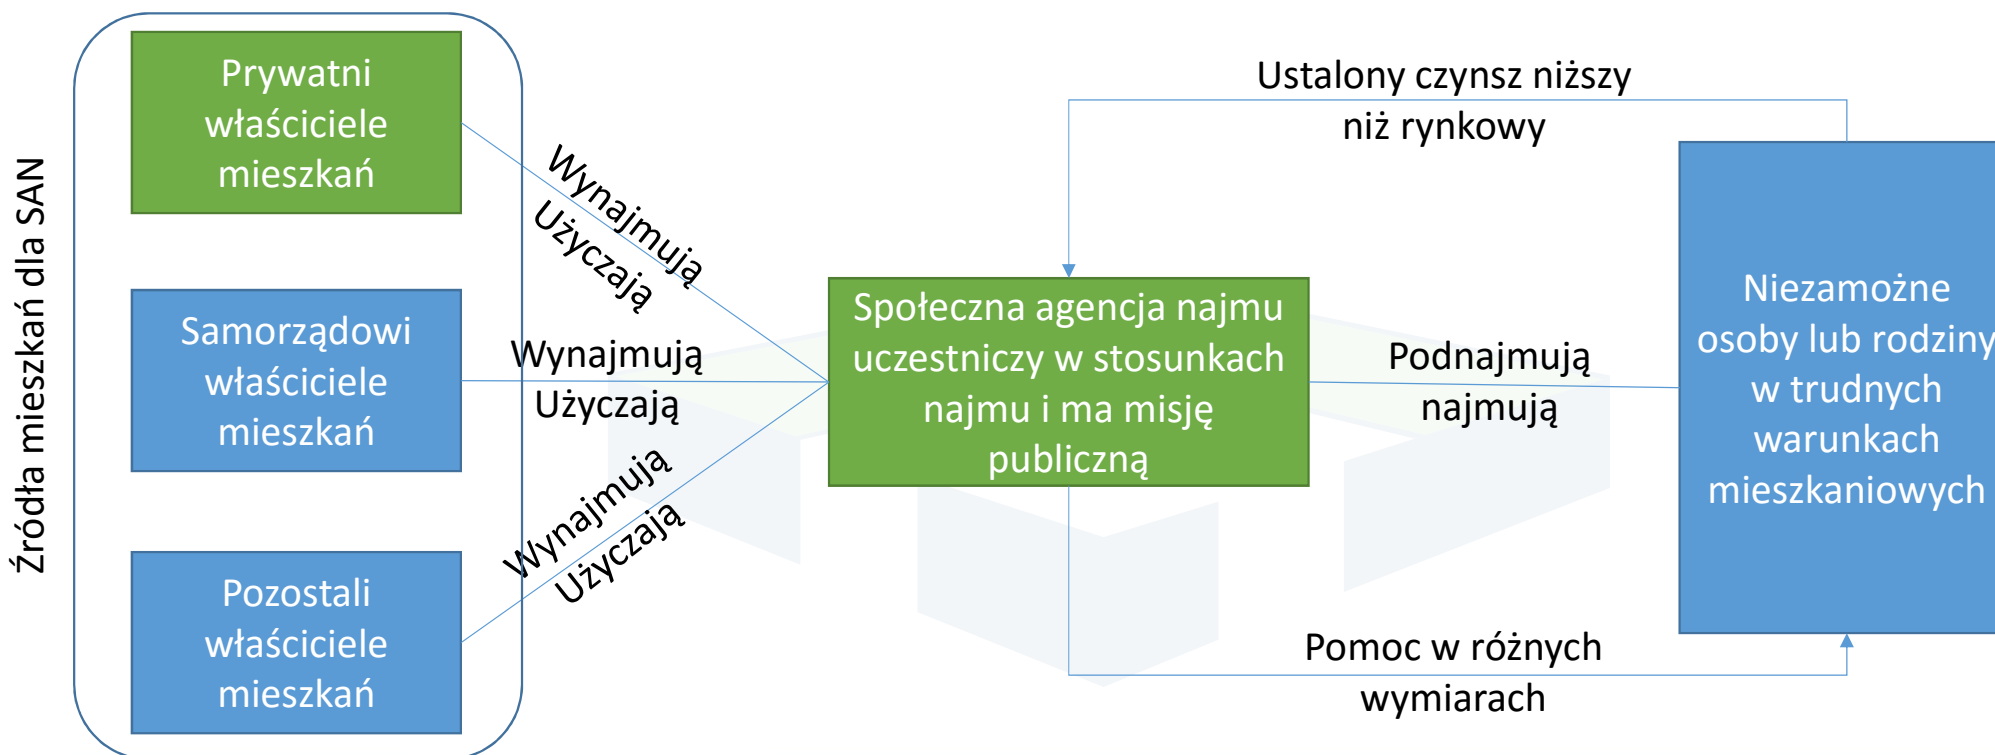 Źródła mieszkań dla SAN
Prywatni
właściciele
mieszkań
Samorządowi
właściciele
mieszkań
Pozostali
właściciele
mieszkań
Wynajmują
Użyczają
Wynajmują
Użyczają
Wynajmują
Użyczają
Społeczna agencja najmu
uczestniczy w stosunkach
najmu i ma misję
publiczną
Ustalony czynsz niższy
niż rynkowy
Podnajmują
najmują
Pomoc w różnych
wymiarach
Niezamożne
osoby lub rodziny
w trudnych
warunkach
mieszkaniowych